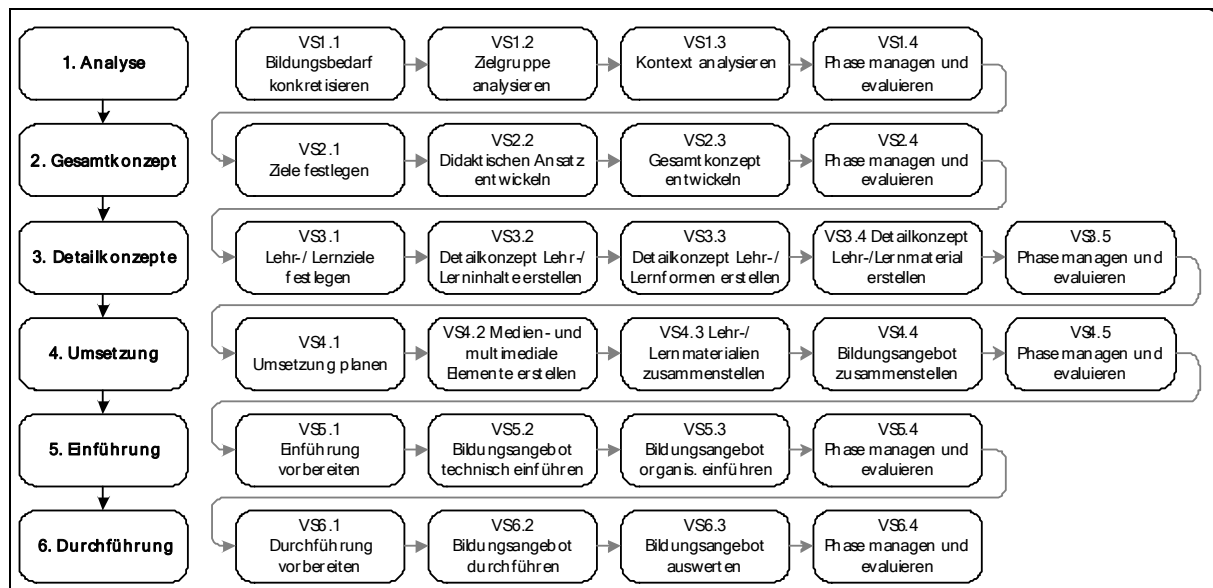 1. Analyse
VS1.1
Bildungsbedarf
konkretisieren
VS1.2
Zielgruppe
analysieren
VS1.3
Kontext analysieren
VS1.4
Phase managen und
evaluieren
2. Gesamtkonzept
VS2.1
Ziele festlegen
VS2.2
Didaktischen Ansatz
entwickeln
VS2.3
Gesamtkonzept
entwickeln
VS2.4
Phase managen und
evaluieren
3. Detailkonzepte
VS3.1
Lehr-/ Lernziele
festlegen
VS3.2
Detailkonzept Lehr-/
Lerninhalte erstellen
VS3.3
Detailkonzept Lehr-/
Lernformen erstellen
VS3.4 Detailkonzept
Lehr-/Lernmaterial
erstellen
VS3.5
Phase managen und
evaluieren
4. Umsetzung
VS4.1
Umsetzung planen
VS4.2 Medien- und
multimediale
Elemente erstellen
VS4.3 Lehr-/
Lernmaterialien
zusammenstellen
VS4.4
Bildungsangebot
zusammenstellen
VS4.5
Phase managen und
evaluieren
5. Einführung
VS5.1
Einführung
vorbereiten
VS5.2
Bildungsangebot
technisch einführen
VS5.3
Bildungsangebot
organis. einführen
VS5.4
Phase managen und
evaluieren
6. Durchführung
VS6.1
Durchführung
vorbereiten
VS6.2
Bildungsangebot
durchführen
VS6.3
Bildungsangebot
auswerten
VS6.4
Phase managen und
evaluieren